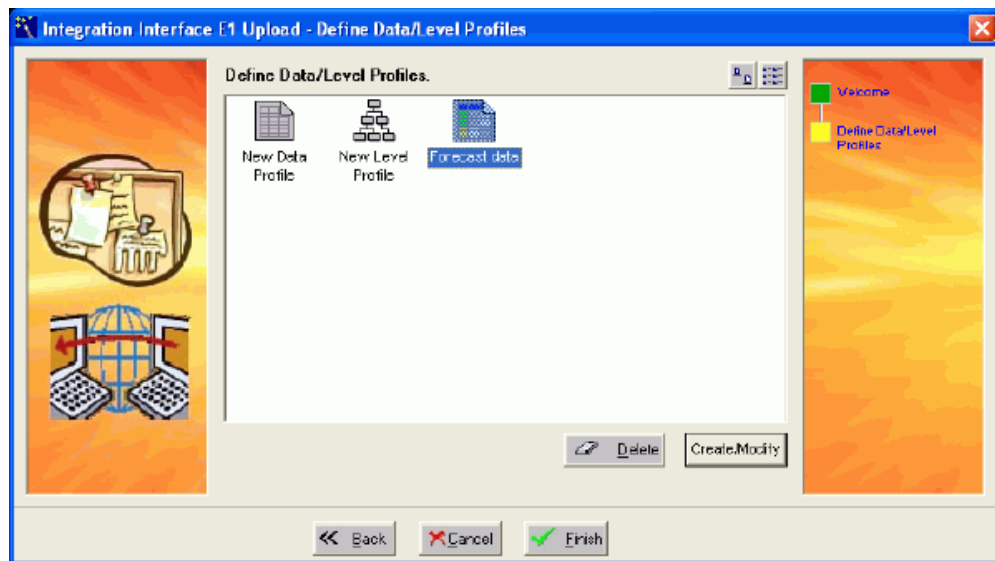 Integration Interface E1 Upload - Define Data/Level Profiles
Define Data/Level Profiles.
New Data
Profile
New Level
Profile
Forecast data
Delete
Create/Modify
Welcome
Define Data/Level
Profiles
Back
Cancel
Finish